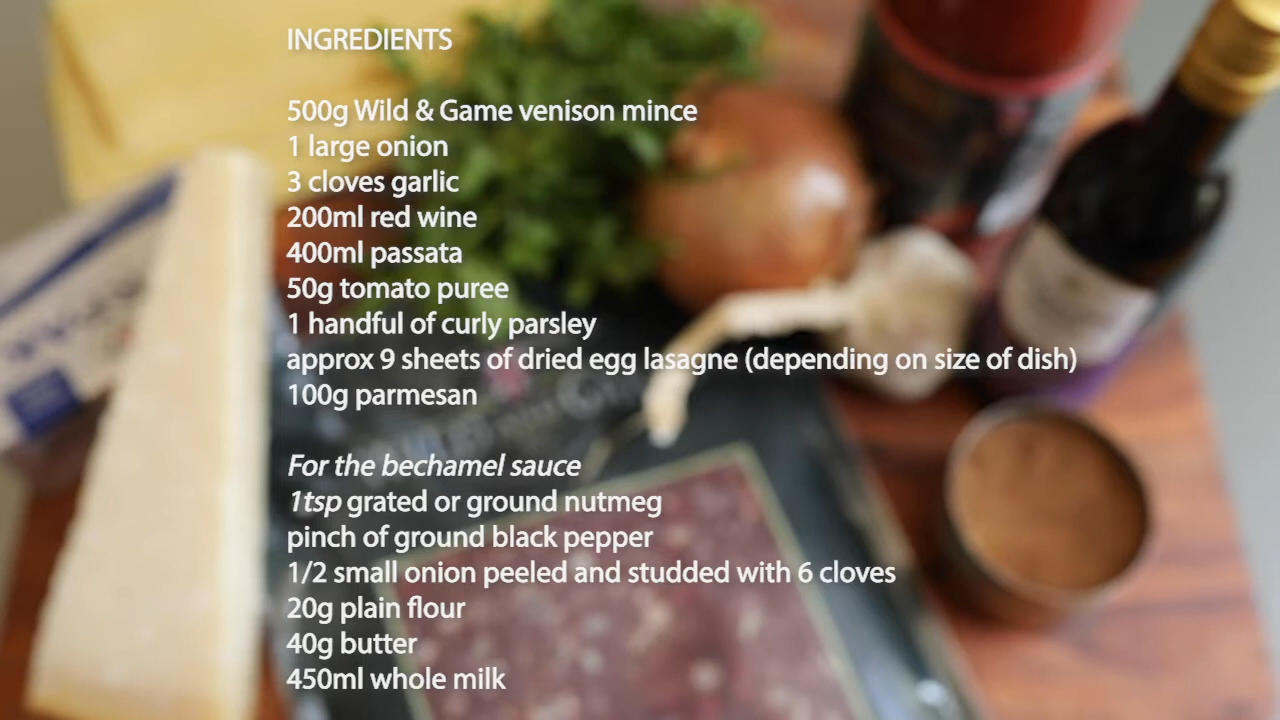 INGREDIENTS
500g Wild & Game venison mince
1 large onion
3 cloves garlic
200ml red wine
400ml passata
50g tomato puree
1 handful of curly parsley
approx 9 sheets of dried egg lasagne (depending on size of dish)
100g parmesan
For the bechamel sauce
1tsp grated or ground nutmeg
pinch of ground black pepper
1/2 small onion peeled and studded with 6 cloves
20g plain flour
40g butter
450ml whole milk